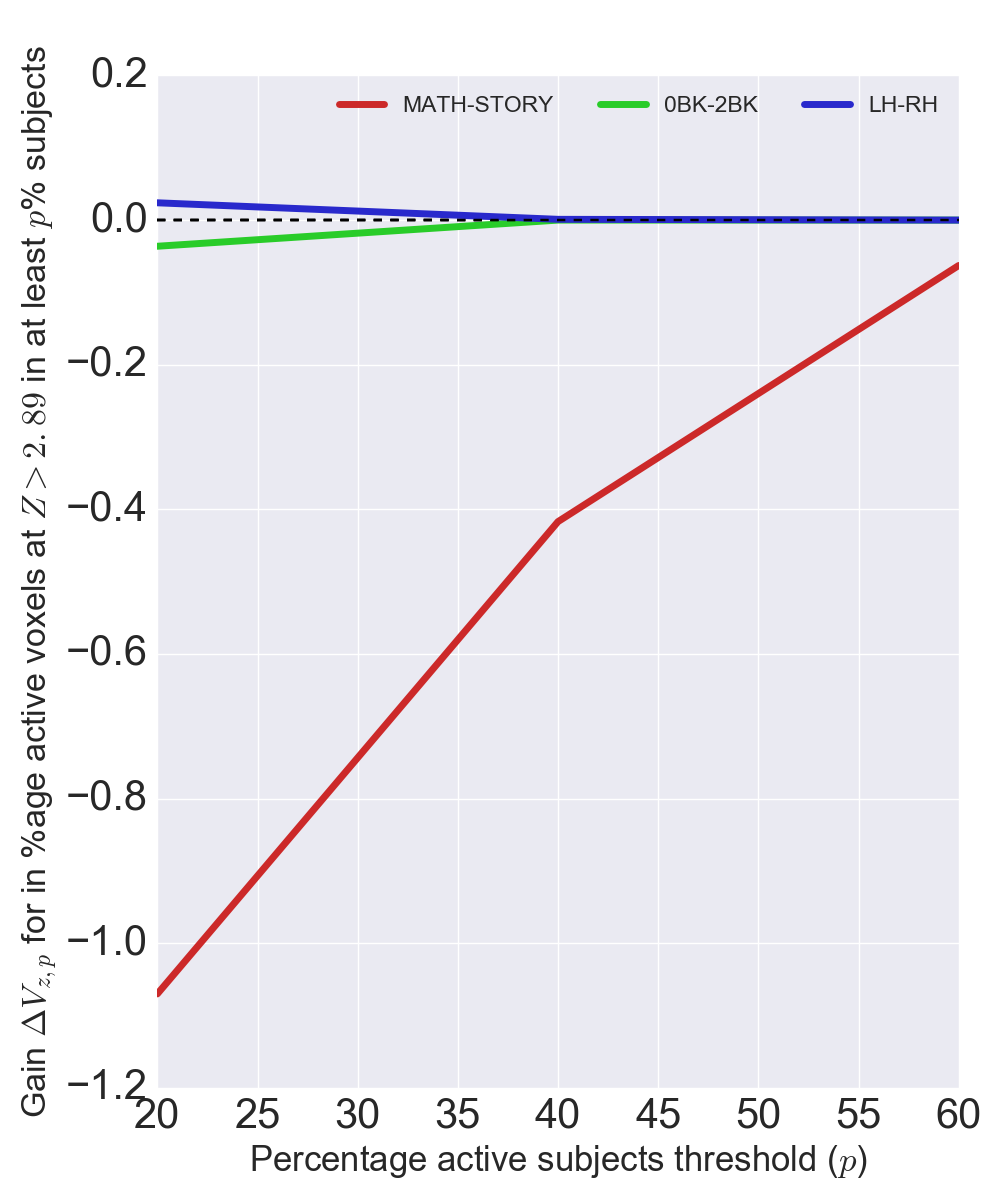 Gain ΔV_{z,p} for in %age active voxels at Z > 2.89 in at least p% subjects
0.2
0.0
−0.2
−0.4
−0.6
−0.8
−1.0
−1.2
MATH-STORY 0BK-2BK LH-RH
20 25 30 35 40 45 50 55 60
Percentage active subjects threshold (p)